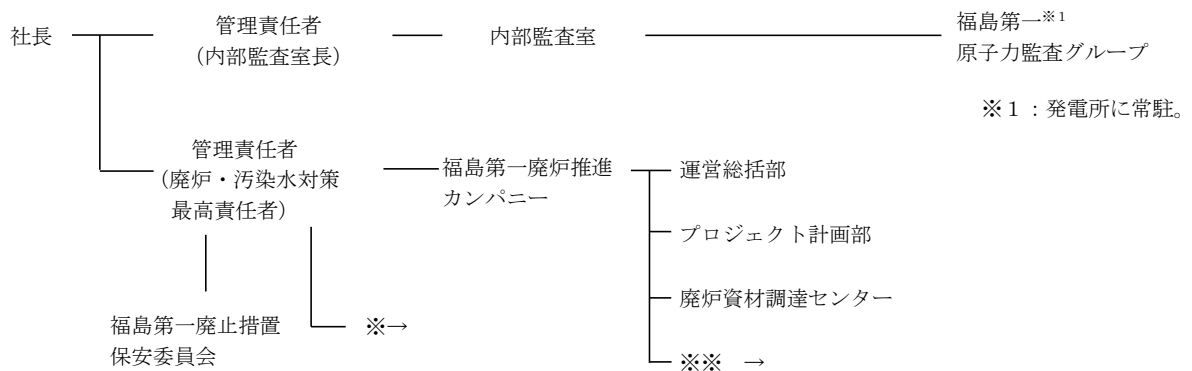 社長
管理責任者
（内部監査室長）
内部監査室
福島第一※１
原子力監査グループ
※１：発電所に常駐。
管理責任者
（廃炉・汚染水対策
最高責任者）
福島第一廃炉推進
カンパニー
運営総括部
プロジェクト計画部
廃炉資材調達センター
福島第一廃止措置
保安委員会
※→
※※　→